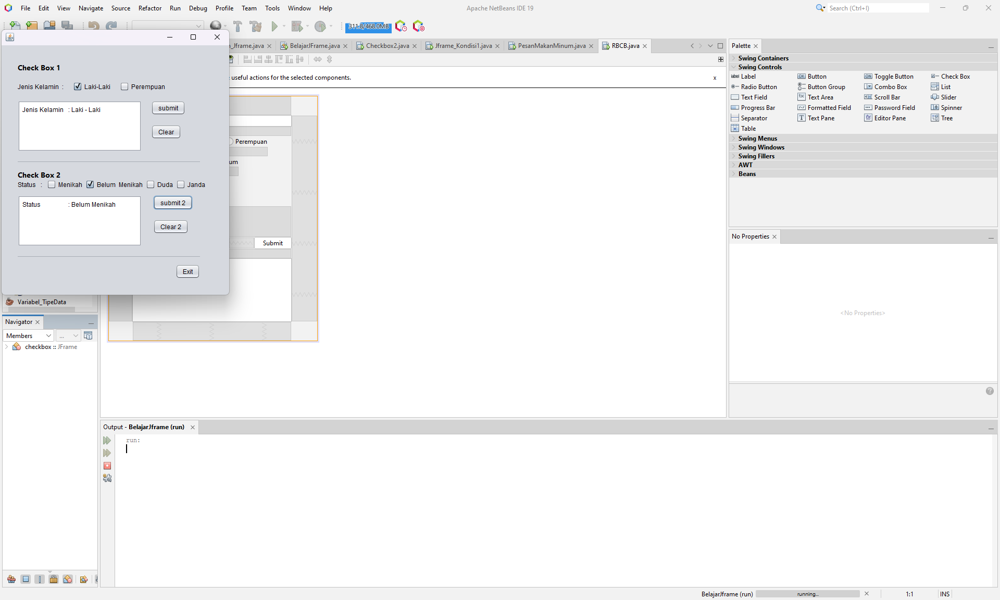 File Edit View Navigate Source Refactor Run Debug Profile Team Tools Window Help
Apache NetBeans IDE 19
Search (Ctrl+I)
311.8/468.0MB
_Jframe.java
BelajarJFrame.java
Checkbox2.java
Jframe_Kondisi1.java
PesanMakanMinum.java
RBCB.java
useful actions for the selected components.
x
Check Box 1
Jenis Kelamin :
Laki-Laki
Perempuan
Jenis Kelamin : Laki - Laki
submit
Clear
Check Box 2
Status :
Menikah
Belum Menikah
Duda
Janda
Status : Belum Menikah
submit 2
Clear 2
Exit
Perempuan
um
Submit
Variabel_TipeData
Navigator
Members
...
checkbox :: JFrame
Palette
Swing Containers
Swing Controls
Label
Button
Toggle Button
Check Box
Radio Button
Button Group
Combo Box
List
Text Field
Text Area
Scroll Bar
Slider
Progress Bar
Formatted Field
Password Field
Spinner
Separator
Text Pane
Editor Pane
Tree
Table
Swing Menus
Swing Windows
Swing Fillers
AWT
Beans
No Properties
<No Properties>
Output - BelajarJframe (run)
run:
BelajarJframe (run)
running...
1:1
INS